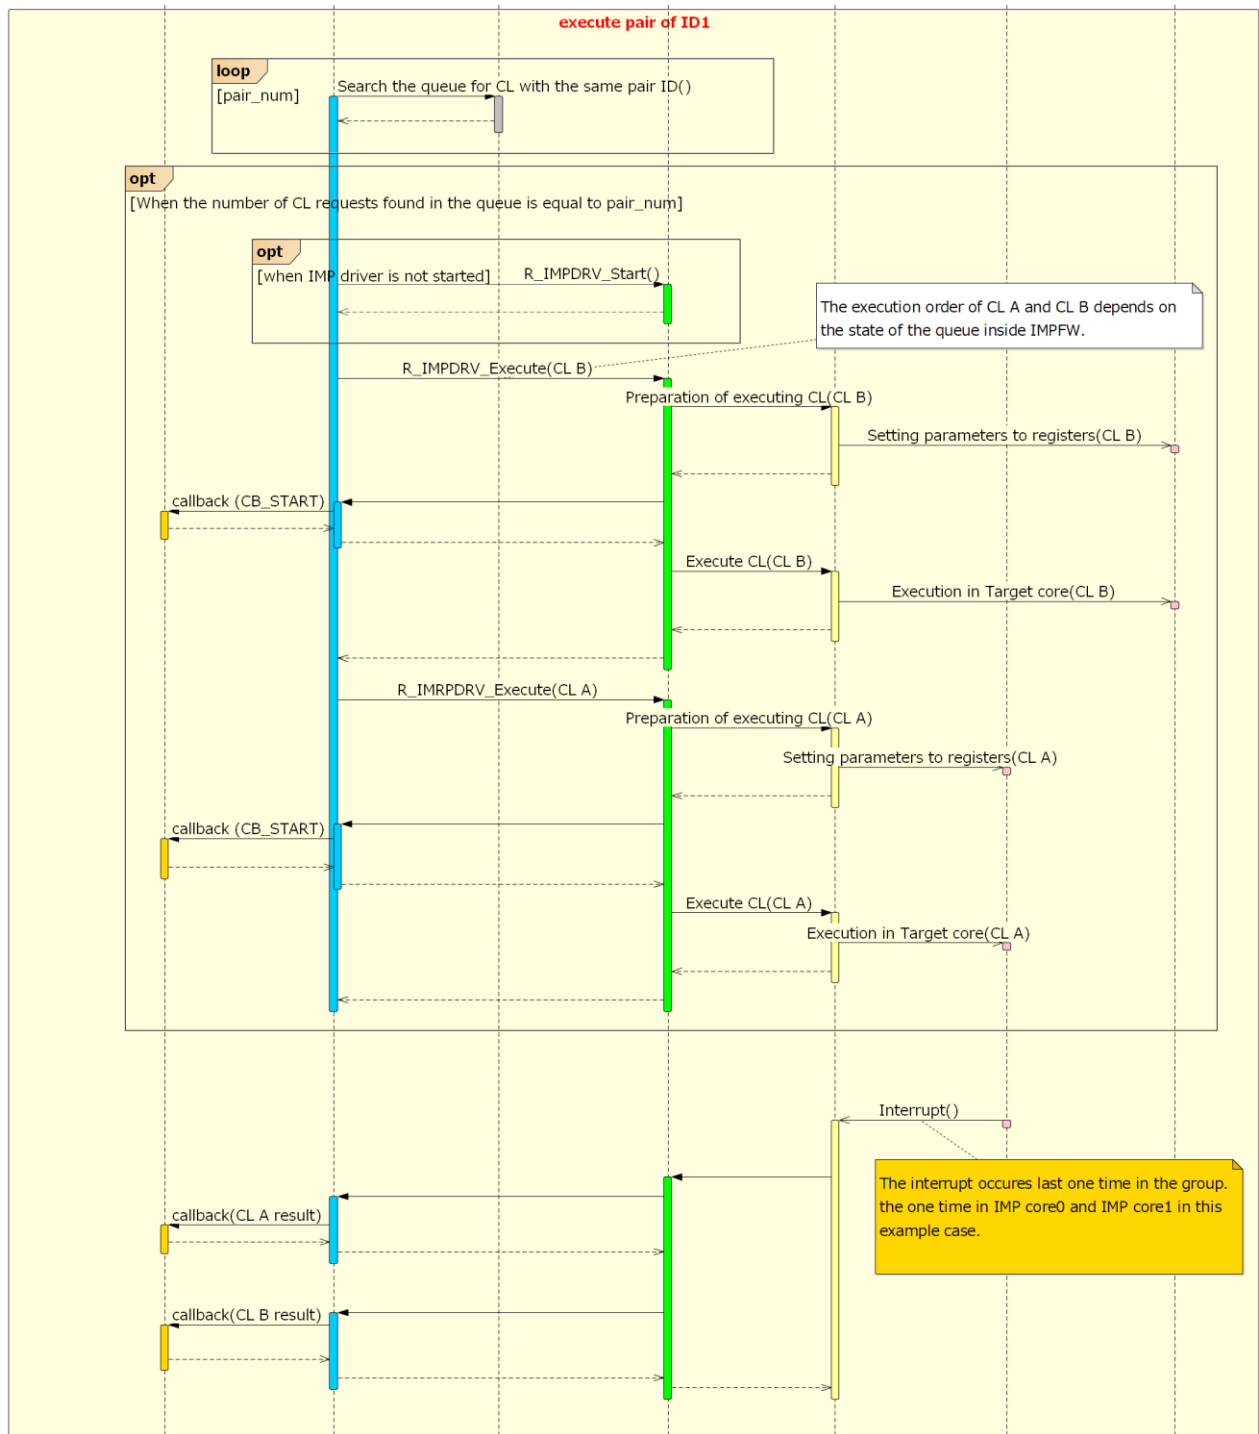 execute pair of ID1
loop
Search the queue for CL with the same pair ID()
[pair_num]
opt
[When the number of CL requests found in the queue is equal to pair_num]
opt
[when IMP driver is not started]
R_IMPDRV_Start()
The execution order of CL A and CL B depends on
the state of the queue inside IMPFW.
R_IMPDRV_Execute(CL B)
Preparation of executing CL(CL B)
Setting parameters to registers(CL B)
callback (CB_START)
Execute CL(CL B)
Execution in Target core(CL B)
R_IMRPDRV_Execute(CL A)
Preparation of executing CL(CL A)
Setting parameters to registers(CL A)
callback (CB_START)
Execute CL(CL A)
Execution in Target core(CL A)
Interrupt()
The interrupt occures last one time in the group.
the one time in IMP core0 and IMP core1 in this
example case.
callback(CL A result)
callback(CL B result)